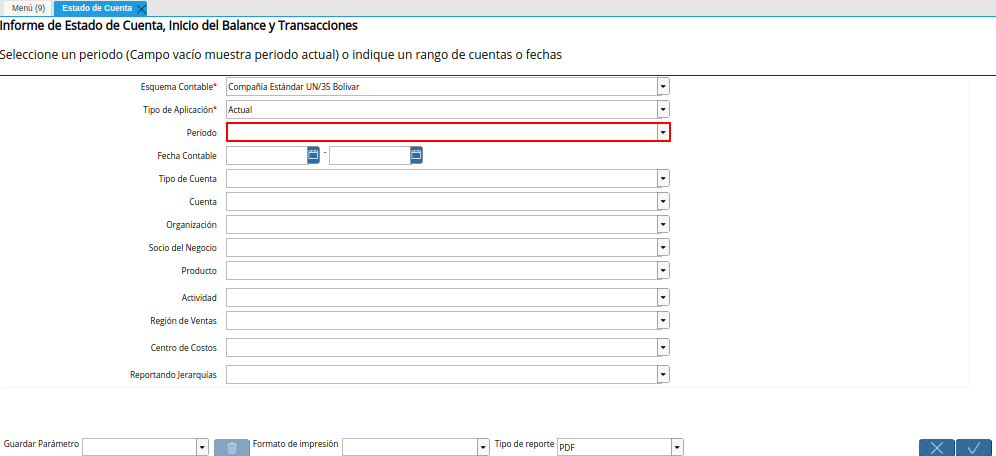 Menú (9) Estado de Cuenta
Informe de Estado de Cuenta, Inicio del Balance y Transacciones
Seleccione un periodo (Campo vacío muestra periodo actual) o indique un rango de cuentas o fechas
Esquema Contable* Compañía Estándar UN/35 Bolivar
Tipo de Aplicación* Actual
Período
Fecha Contable -
Tipo de Cuenta
Cuenta
Organización
Socio del Negocio
Producto
Actividad
Región de Ventas
Centro de Costos
Reportando Jerarquías
Guardar Parámetro Formato de impresión Tipo de reporte PDF